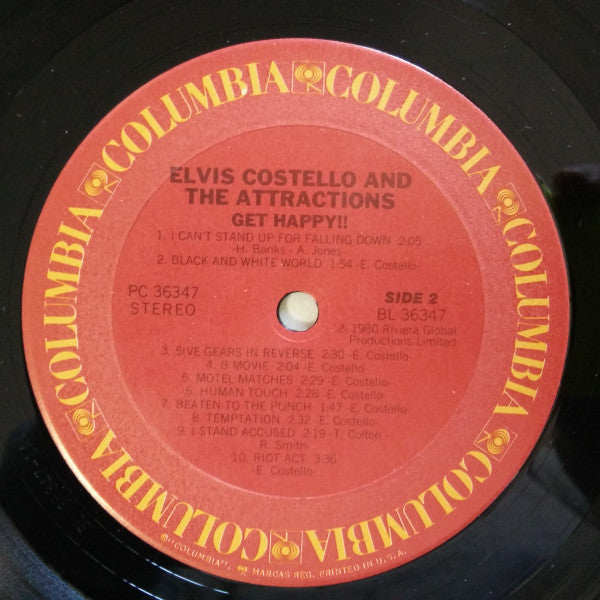 COLUMBIA COLUMBIA COLUMBIA COLUMBIA COLUMBIA COLUMBIA COLUMBIA COLUMBIA
ELVIS COSTELLO AND
THE ATTRACTIONS
GET HAPPY!!
1. I CAN'T STAND UP FOR FALLING DOWN 2:05
-H. Banks- -A. Jones-
2. BLACK AND WHITE WORLD 1:54 -E. Costello-
PC 36347
STEREO
SIDE 2
BL 36347
℗ 1980 Riviera Global
Productions Limited
3. 5IVE GEARS IN REVERSE 2:30 -E. Costello-
4. B MOVIE 2:04 -E. Costello-
5. MOTEL MATCHES 2:29 -E. Costello-
6. HUMAN TOUCH 2:28 -E. Costello-
7. BEATEN TO THE PUNCH 1:47 -E. Costello-
8. TEMPTATION 2:32 -E. Costello-
9. I STAND ACCUSED 2:19 -T. Colton-
R. Smith-
10. RIOT ACT 3:36
-E. Costello-
©"COLUMBIA", MARCAS REG. PRINTED IN U.S.A.